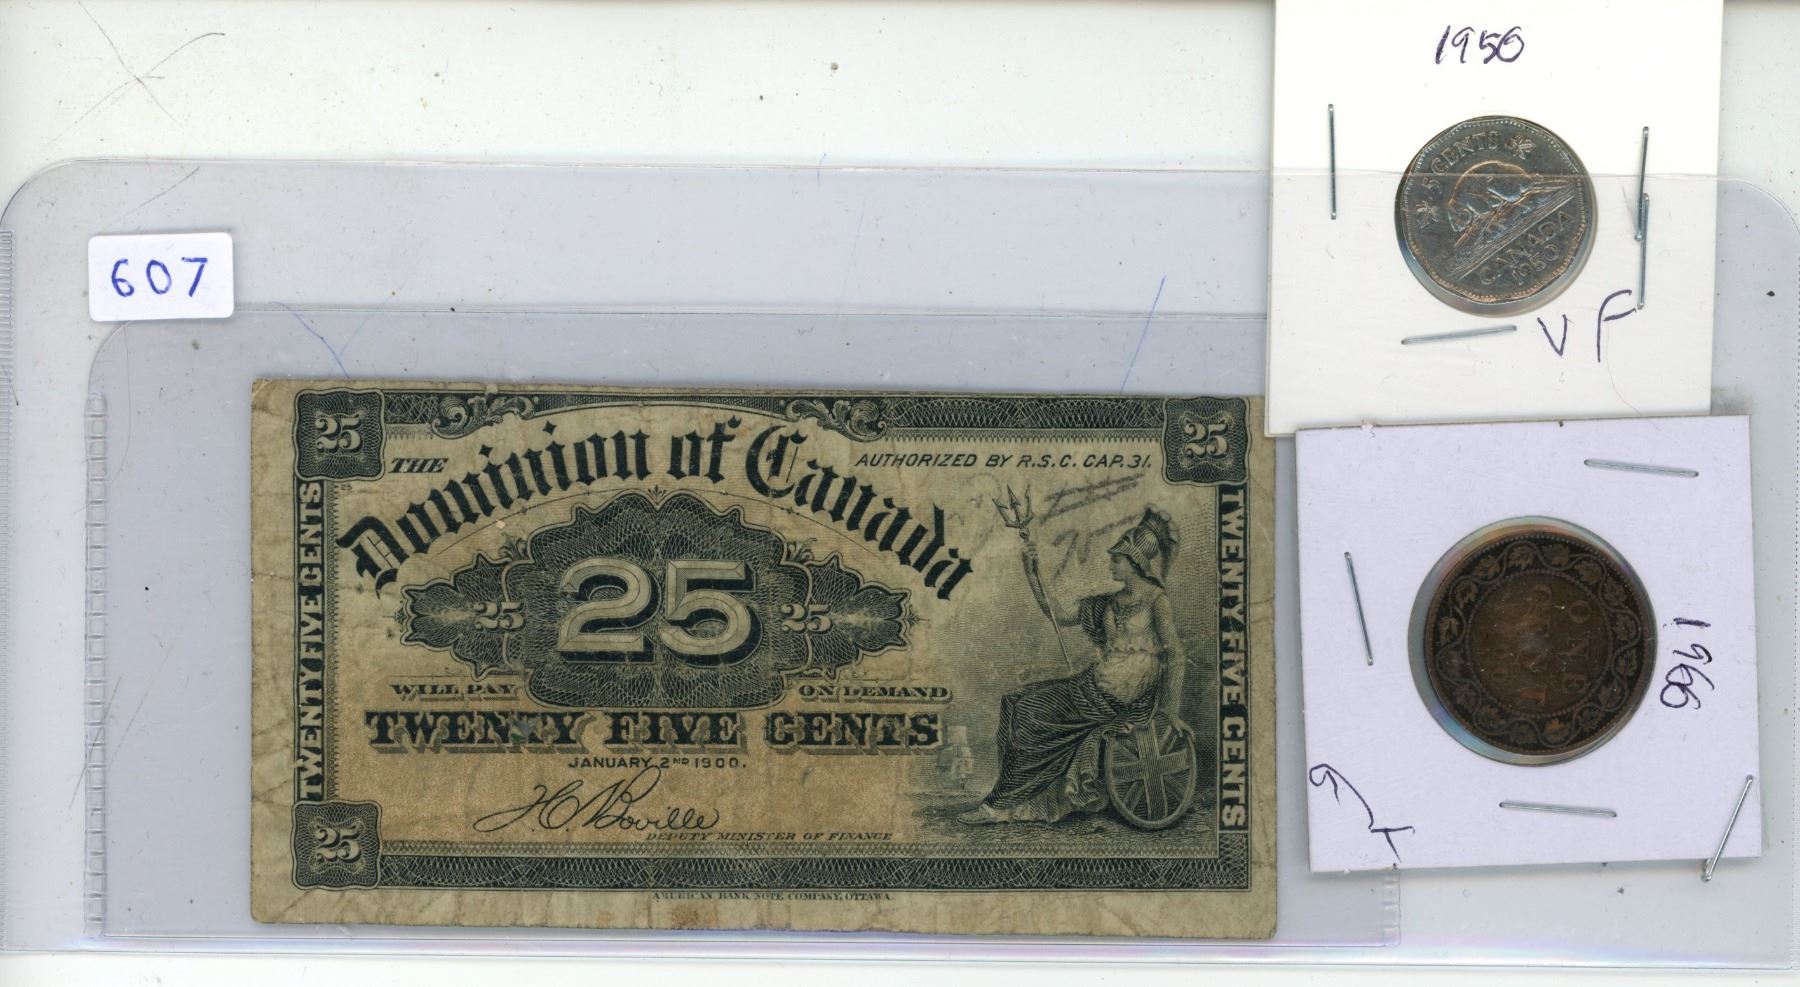 1950
5 CENTS
CANADA
1950
VF
607
25
25
THE
Dominion of Canada
AUTHORIZED BY R.S.C. CAP. 31.
25
25 25 25
WILL PAY ON DEMAND
TWENTY FIVE CENTS
JANUARY 2ND 1900.
H.C. Boville
DEPUTY MINISTER OF FINANCE
TWENTY FIVE CENTS
TWENTY FIVE CENTS
25
AMERICAN BANK NOTE COMPANY, OTTAWA.
ONE
CENT